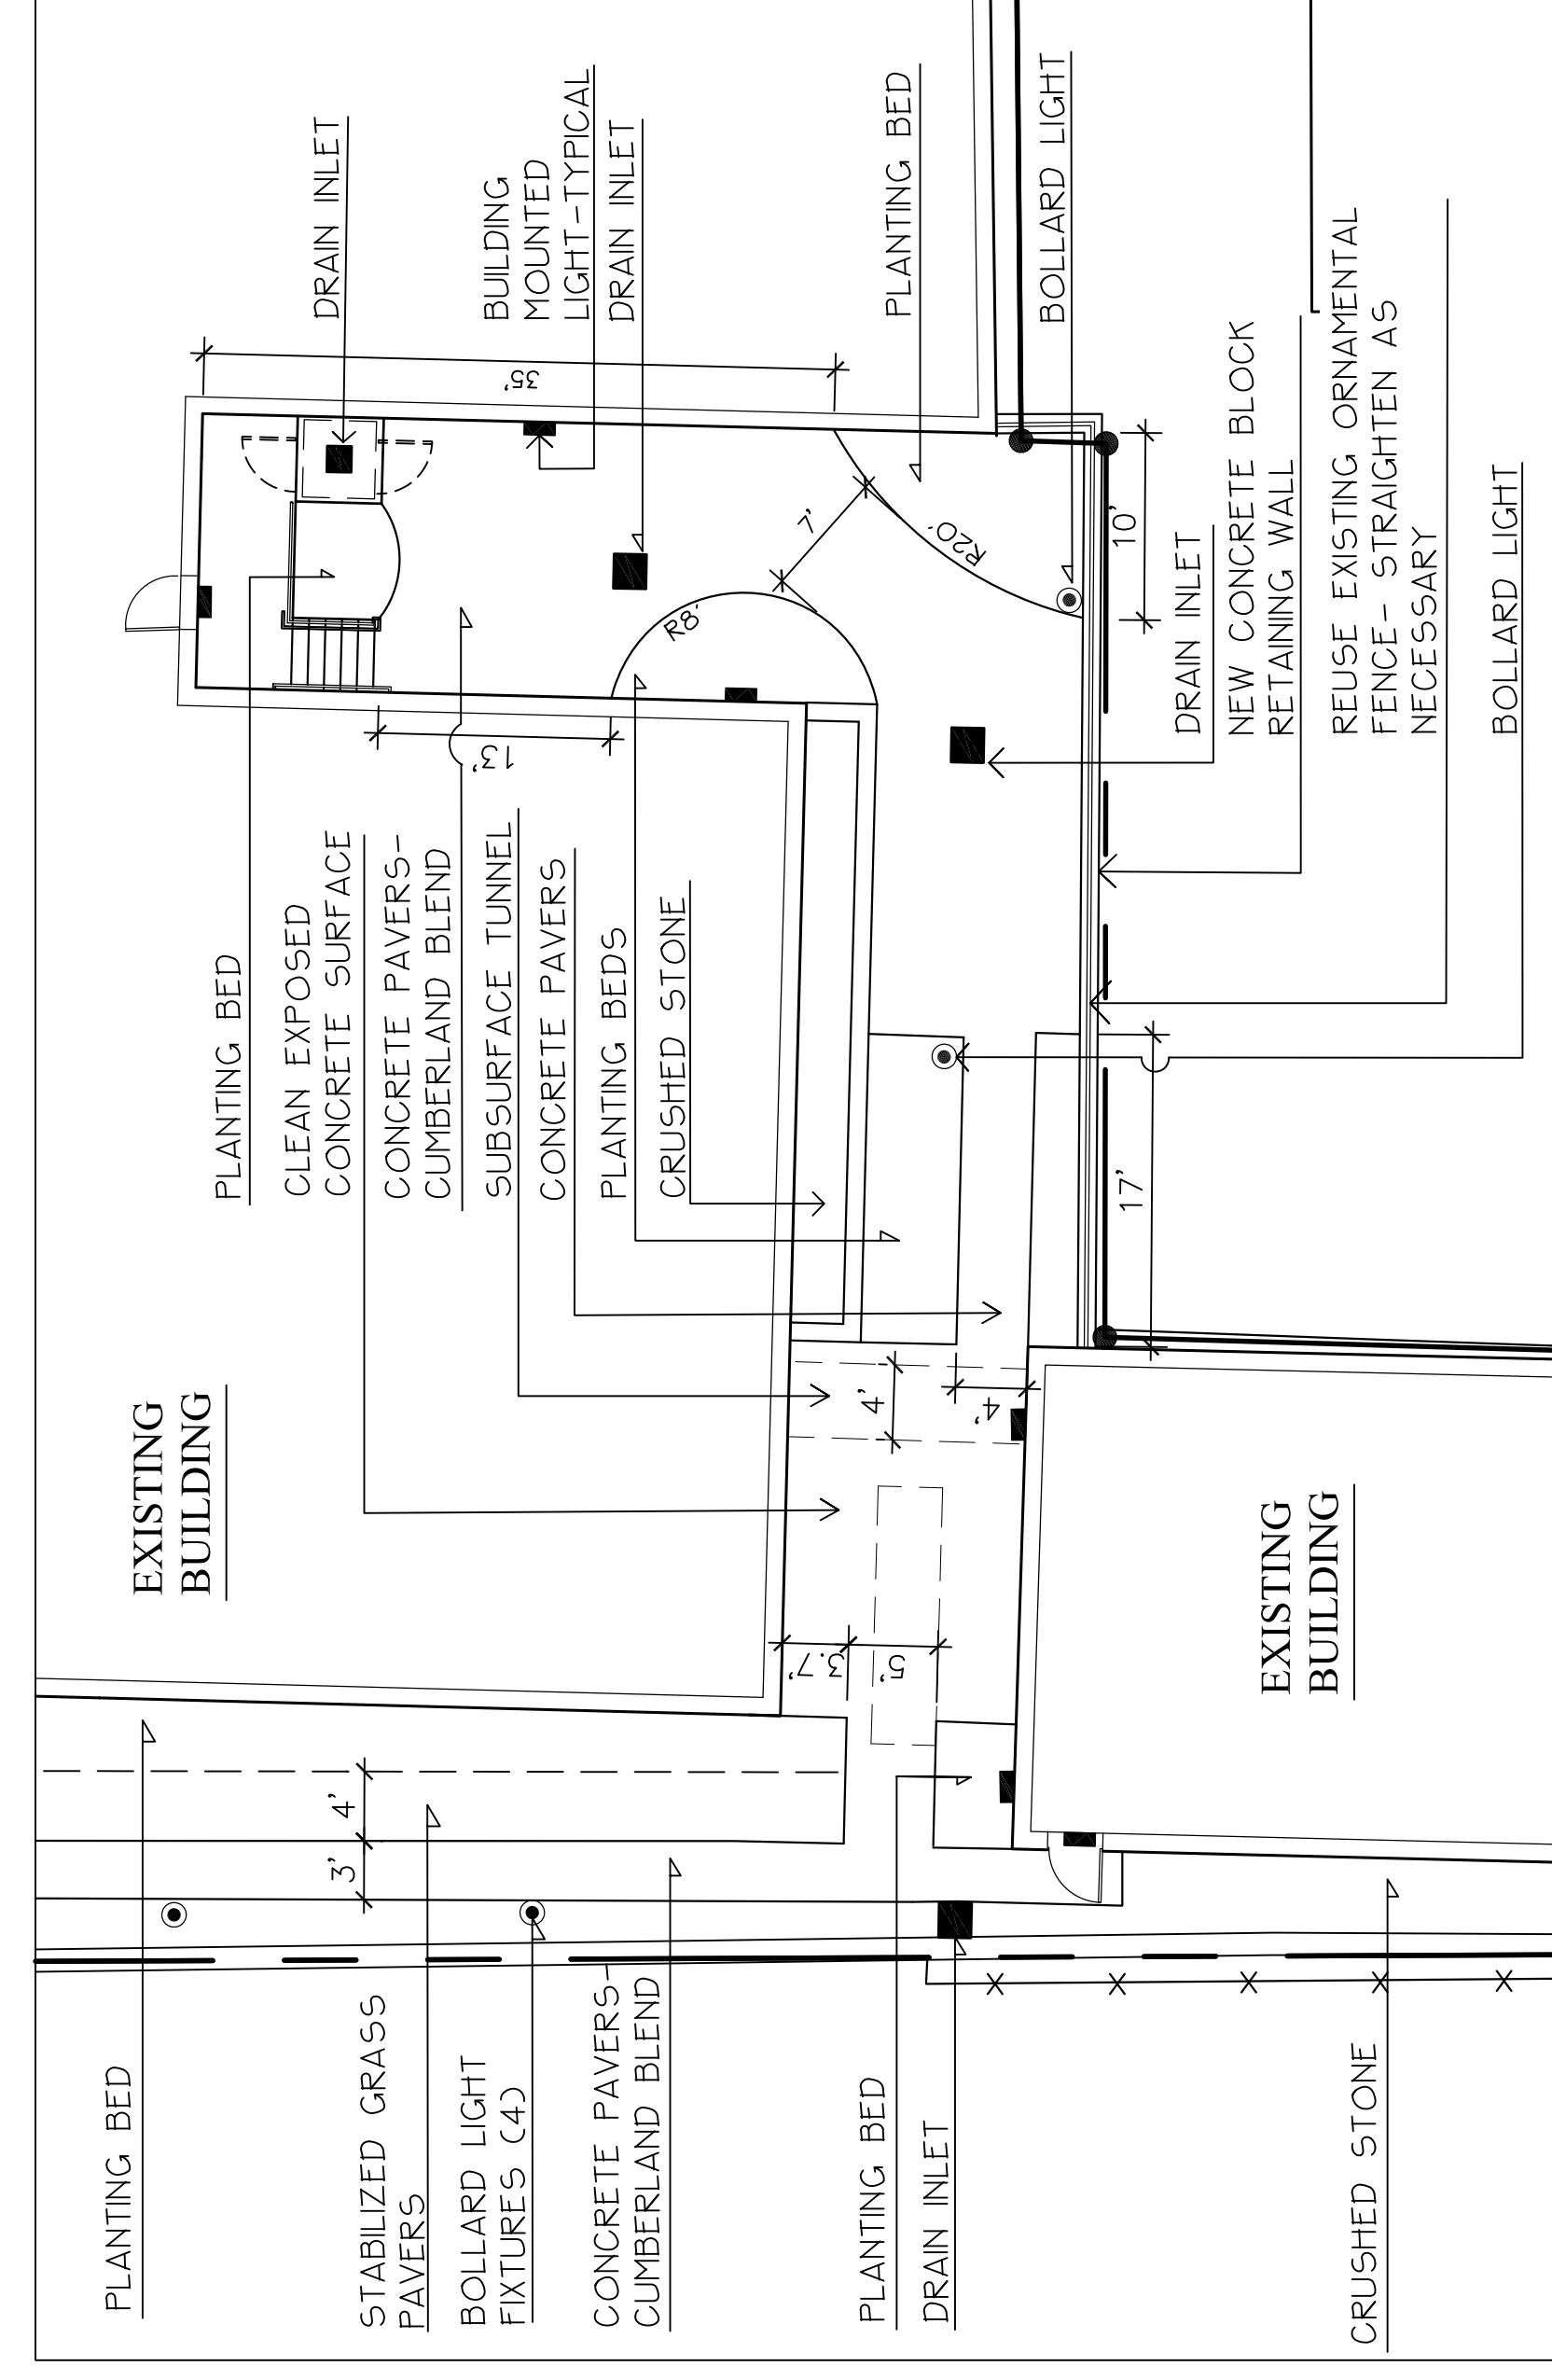 DRAIN INLET
BUILDING
MOUNTED
LIGHT-TYPICAL
DRAIN INLET
PLANTING BED
BOLLARD LIGHT
35'
7'
R20'
R8'
10'
13'
DRAIN INLET
NEW CONCRETE BLOCK
RETAINING WALL
REUSE EXISTING ORNAMENTAL
FENCE- STRAIGHTEN AS
NECESSARY
BOLLARD LIGHT
PLANTING BED
CLEAN EXPOSED
CONCRETE SURFACE
CONCRETE PAVERS-
CUMBERLAND BLEND
SUBSURFACE TUNNEL
CONCRETE PAVERS
PLANTING BEDS
CRUSHED STONE
17'
4'
4'
EXISTING
BUILDING
EXISTING
BUILDING
3.7'
5'
4'
3'
PLANTING BED
STABILIZED GRASS
PAVERS
BOLLARD LIGHT
FIXTURES (4)
CONCRETE PAVERS-
CUMBERLAND BLEND
PLANTING BED
DRAIN INLET
CRUSHED STONE